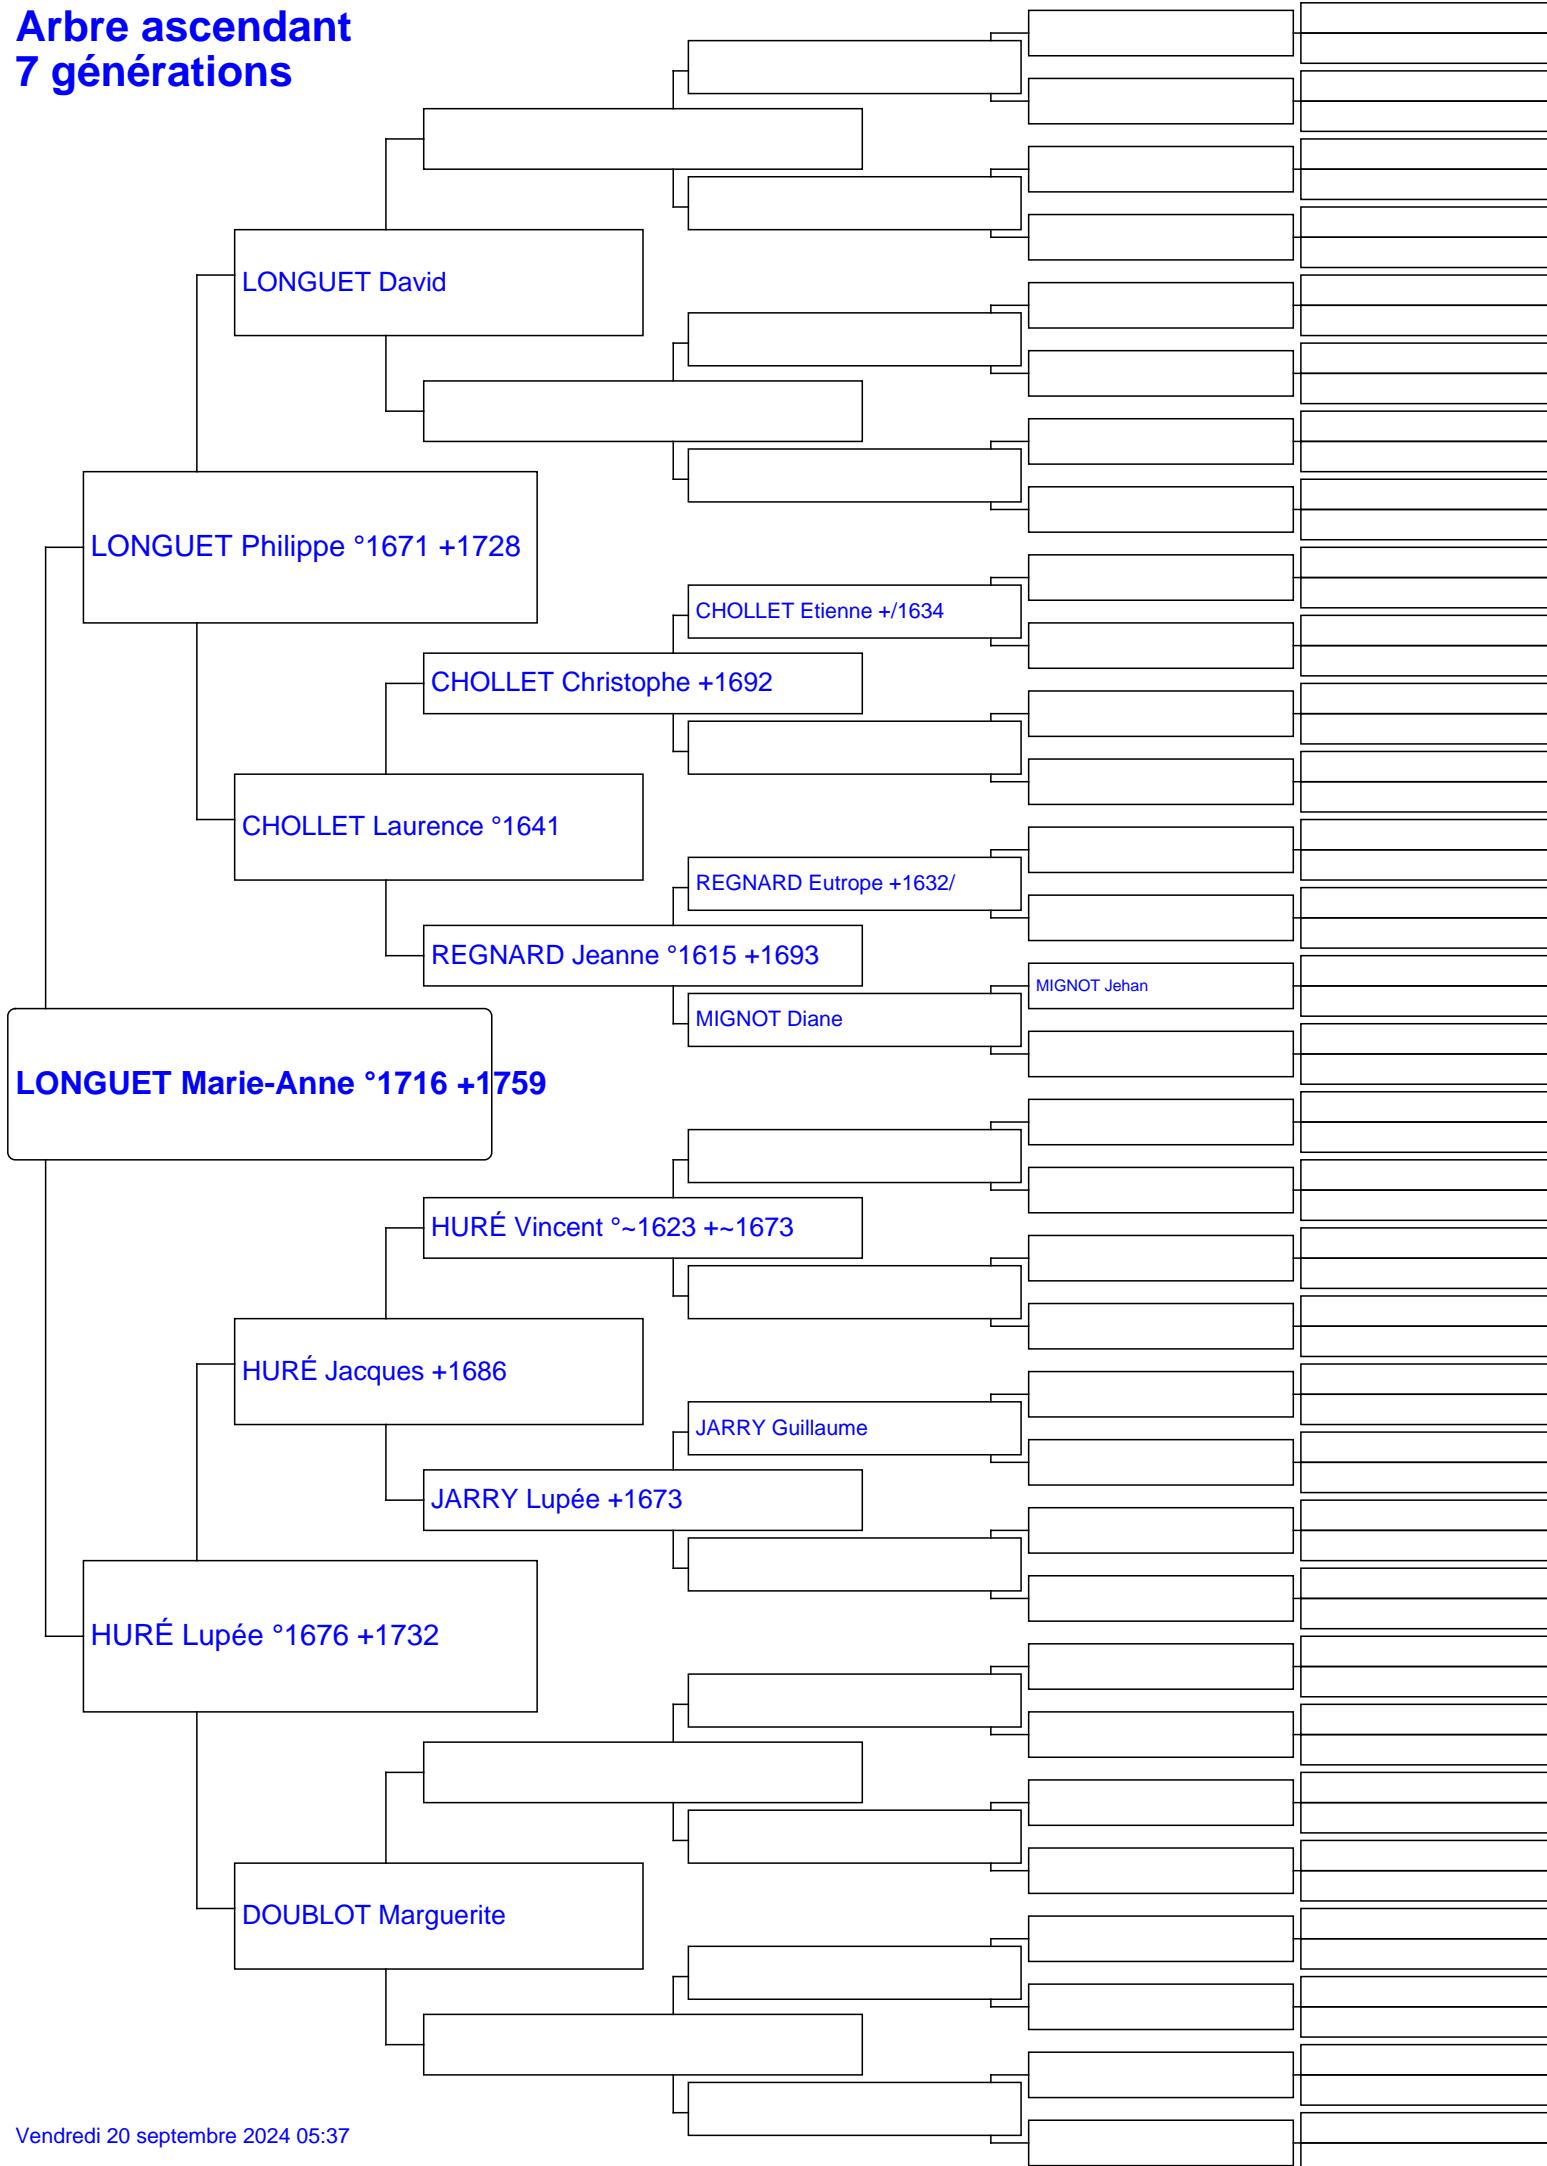 Arbre ascendant
7 générations
LONGUET David
LONGUET Philippe °1671 +1728
CHOLLET Etienne +/1634
CHOLLET Christophe +1692
CHOLLET Laurence °1641
REGNARD Eutrope +1632/
REGNARD Jeanne °1615 +1693
MIGNOT Jehan
MIGNOT Diane
LONGUET Marie-Anne °1716 +1759
HURÉ Vincent °~1623 +~1673
HURÉ Jacques +1686
JARRY Guillaume
JARRY Lupée +1673
HURÉ Lupée °1676 +1732
DOUBLOT Marguerite
Vendredi 20 septembre 2024 05:37